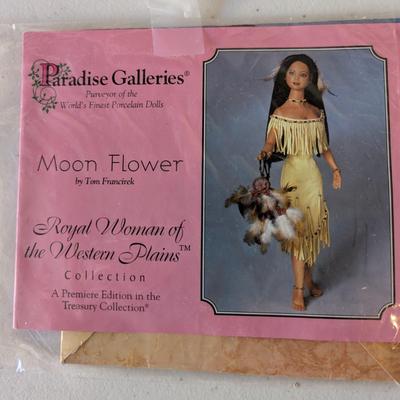 Paradise Galleries®
Purveyor of the
World's Finest Porcelain Dolls
Moon Flower
by Tom Francirek
Royal Woman of
the Western Plains™
Collection
A Premiere Edition in the
Treasury Collection®